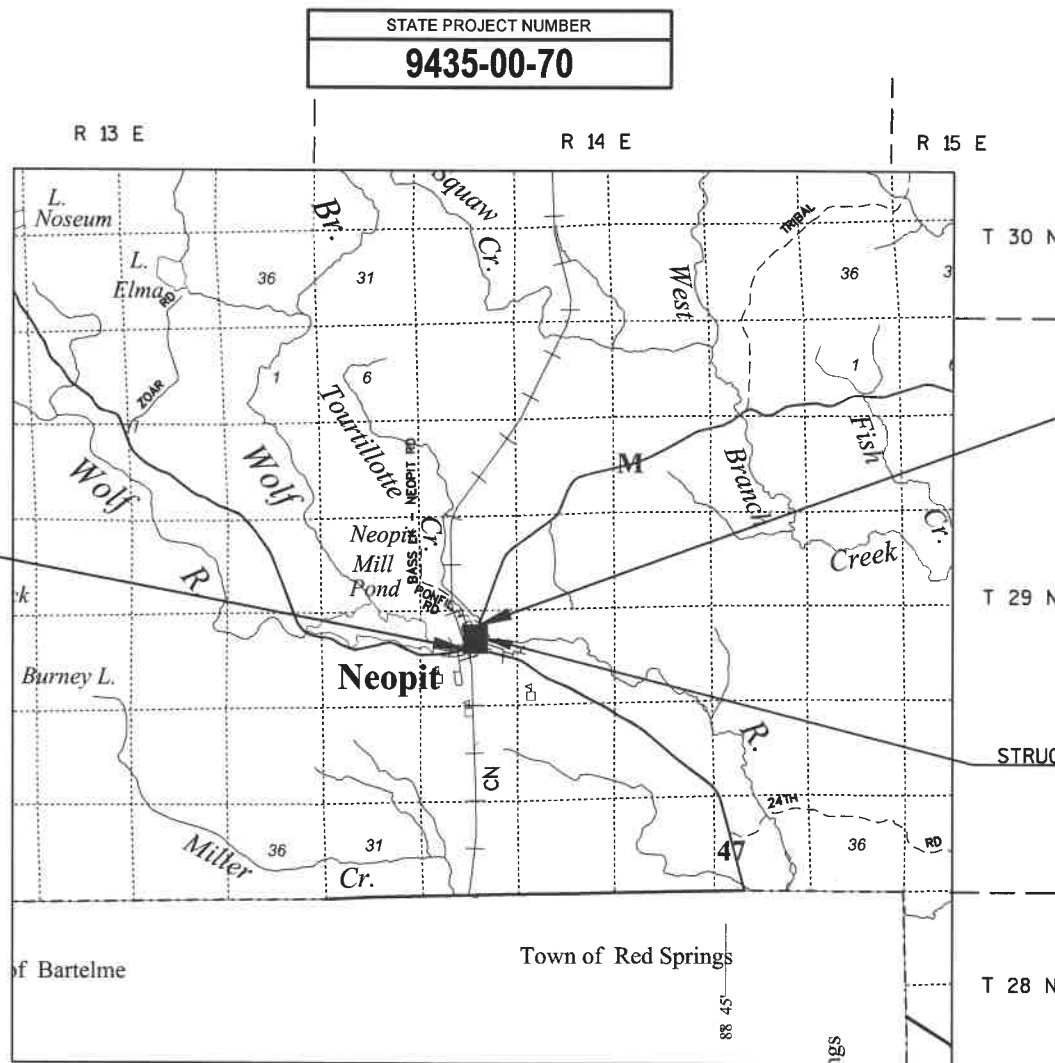 STATE PROJECT NUMBER
9435-00-70
R 13 E
R 14 E
R 15 E
L. Noseum
Br.
Squaw
Cr.
TRIBAL
T 30 N
L. Elma
RD
36
31
West
36
ZOAR
1
6
1
Tourtillotte
Fish
M
Wolf
Wolf
BASS LK - NEOPIT RD
Branch
Cr.
Cr.
Neopit
Mill
Pond
R.
Creek
RD
T 29 N
Neopit
Burney L.
R.
STRUC
CN
24TH
36
31
47
36
RD
Miller
Cr.
of Bartelme
Town of Red Springs
88 45'
T 28 N
ngs